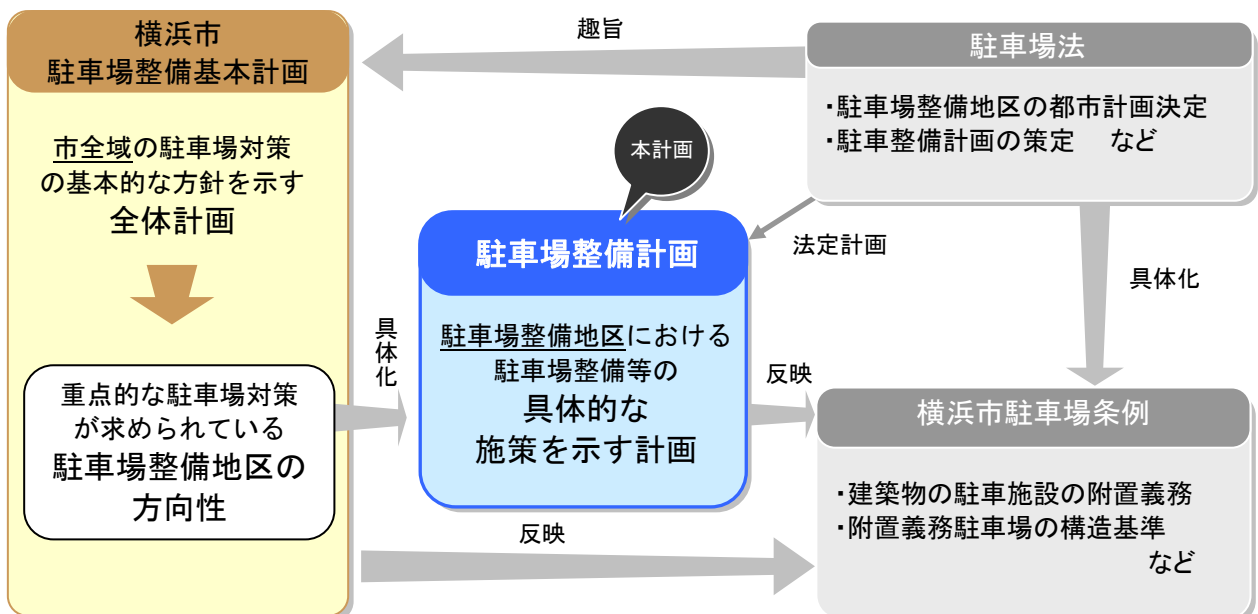 横浜市
駐車場整備基本計画
市全域の駐車場対策
の基本的な方針を示す
全体計画
重点的な駐車場対策
が求められている
駐車場整備地区の
方向性
趣旨
駐車場法
・駐車場整備地区の都市計画決定
・駐車整備計画の策定 など
本計画
法定計画
具体化
駐車場整備計画
駐車場整備地区における
駐車場整備等の
具体的な
施策を示す計画
具体化
反映
横浜市駐車場条例
・建築物の駐車施設の附置義務
・附置義務駐車場の構造基準
など
反映